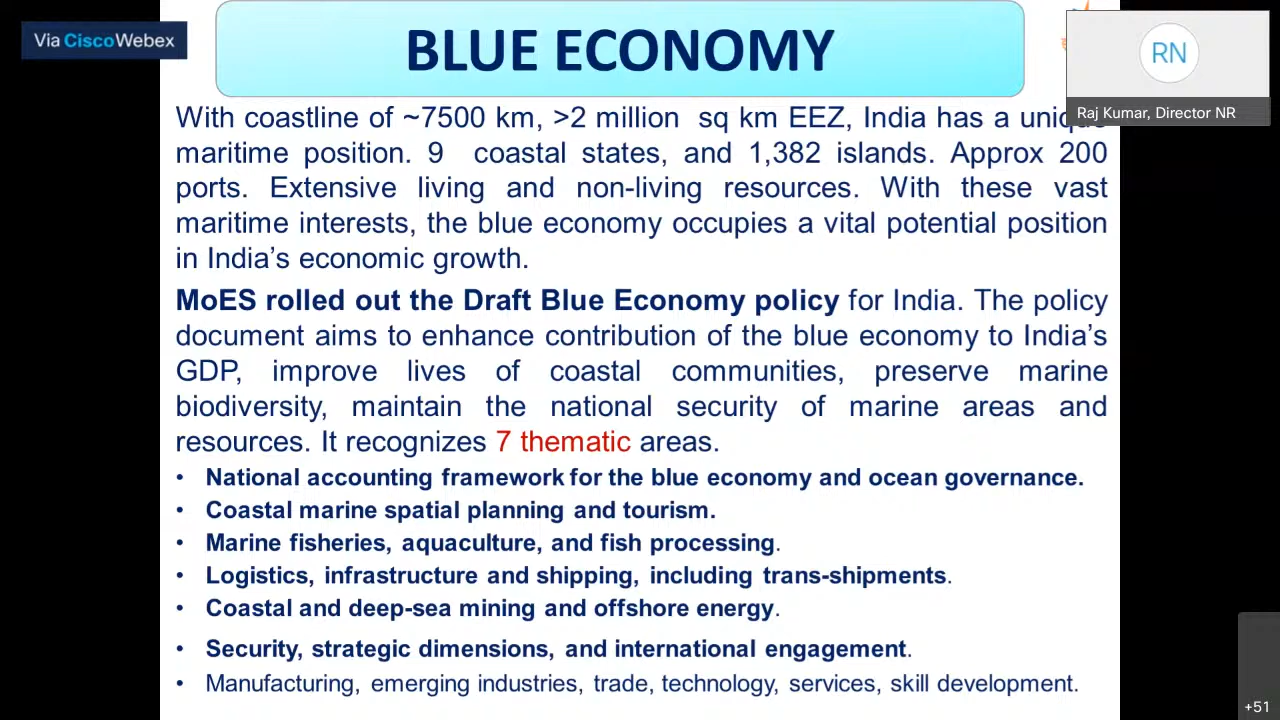 Via CiscoWebex
BLUE ECONOMY
RN
Raj Kumar, Director NR
With coastline of ~7500 km, >2 million sq km EEZ, India has a unique
maritime position. 9 coastal states, and 1,382 islands. Approx 200
ports. Extensive living and non-living resources. With these vast
maritime interests, the blue economy occupies a vital potential position
in India's economic growth.
MoES rolled out the Draft Blue Economy policy for India. The policy
document aims to enhance contribution of the blue economy to India's
GDP, improve lives of coastal communities, preserve marine
biodiversity, maintain the national security of marine areas and
resources. It recognizes 7 thematic areas.
• National accounting framework for the blue economy and ocean governance.
• Coastal marine spatial planning and tourism.
• Marine fisheries, aquaculture, and fish processing.
• Logistics, infrastructure and shipping, including trans-shipments.
• Coastal and deep-sea mining and offshore energy.
• Security, strategic dimensions, and international engagement.
• Manufacturing, emerging industries, trade, technology, services, skill development.
+51